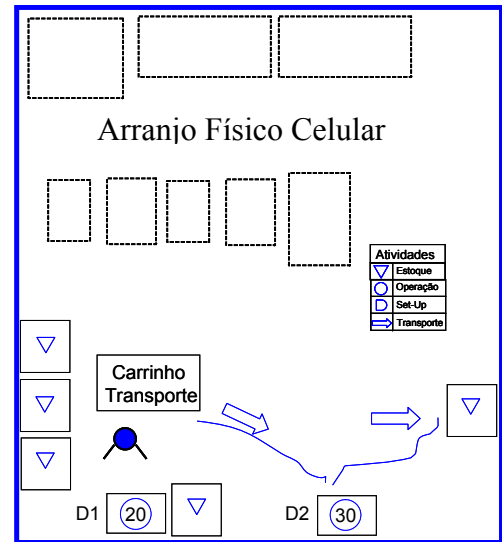 Arranjo Físico Celular
Atividades
Estoque
Operação
Set-Up
Transporte
Carrinho
Transporte
D1
20
D2
30